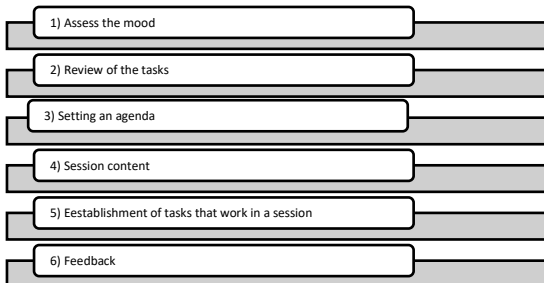 1) Assess the mood
2) Review of the tasks
3) Setting an agenda
4) Session content
5) Eestablishment of tasks that work in a session
6) Feedback